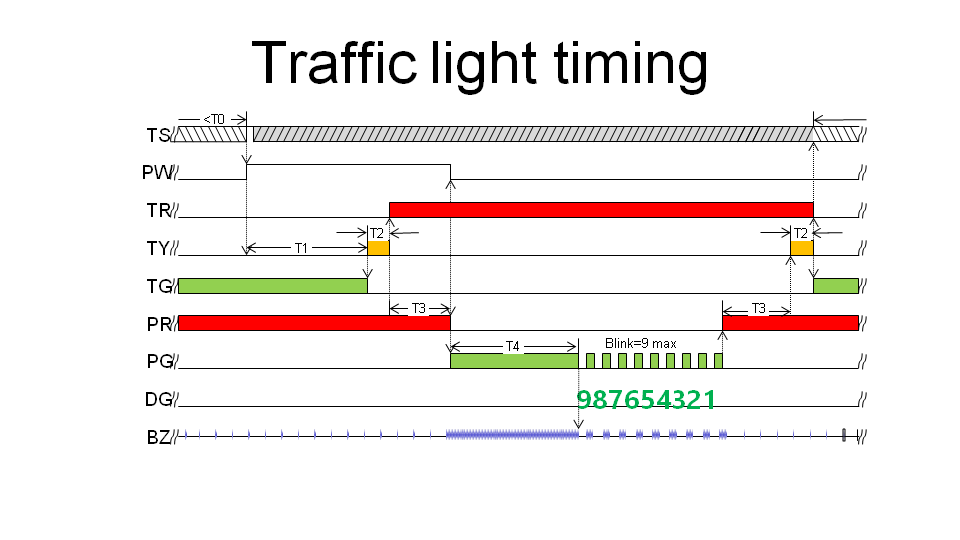 Traffic light timing
<T0
TS
PW
TR
T2 T2
TY T1
TG
T3 T3
PR
T4 Blink=9 max
PG
DG 987654321
BZ